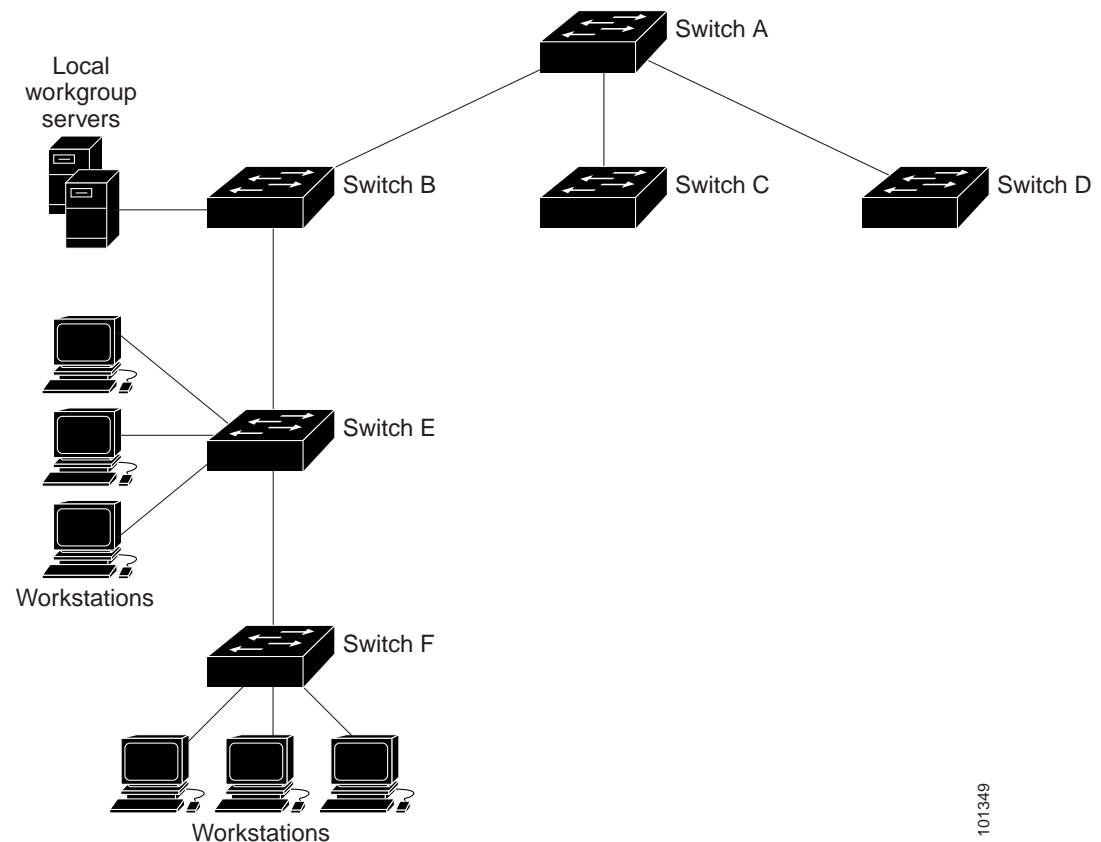 Switch A
Local
workgroup
servers
Switch B
Switch C
Switch D
Switch E
Workstations
Switch F
Workstations
101349